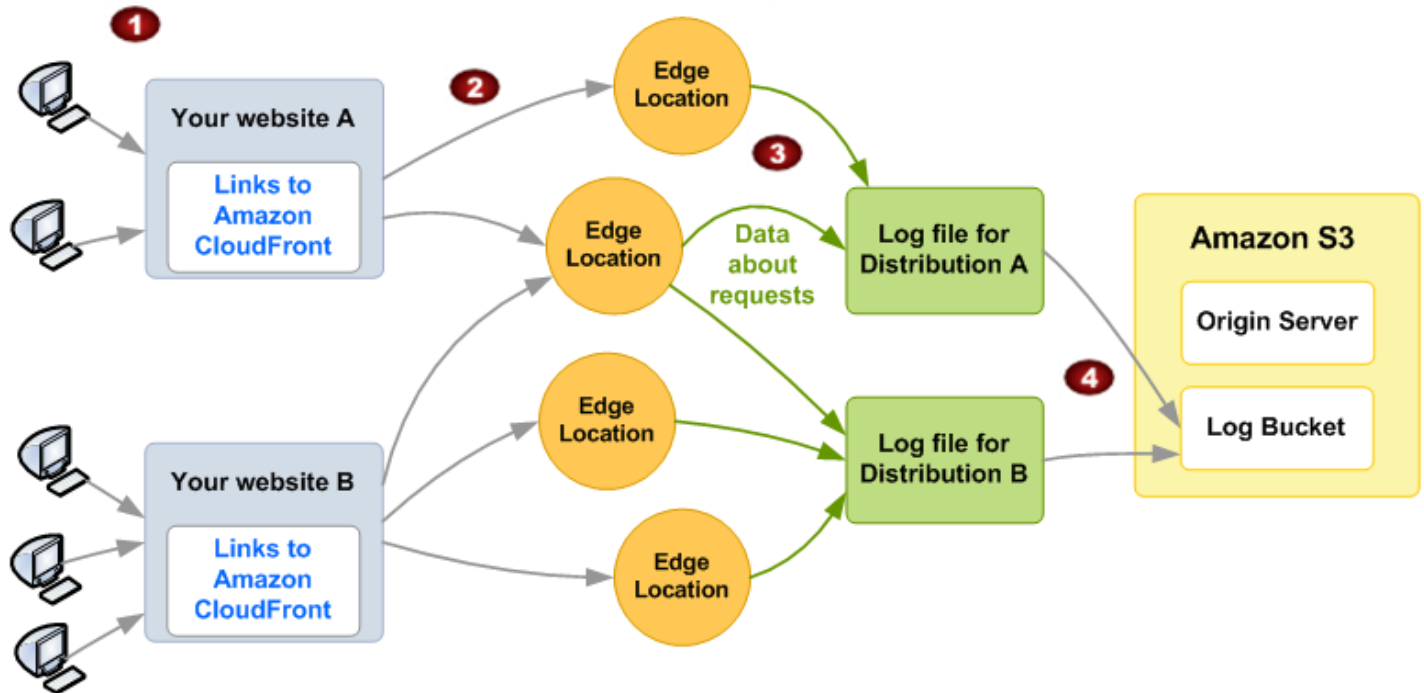 1
2
3
4
Your website A
Links to
Amazon
CloudFront
Your website B
Links to
Amazon
CloudFront
Edge
Location
Edge
Location
Edge
Location
Edge
Location
Data
about
requests
Log file for
Distribution A
Log file for
Distribution B
Amazon S3
Origin Server
Log Bucket